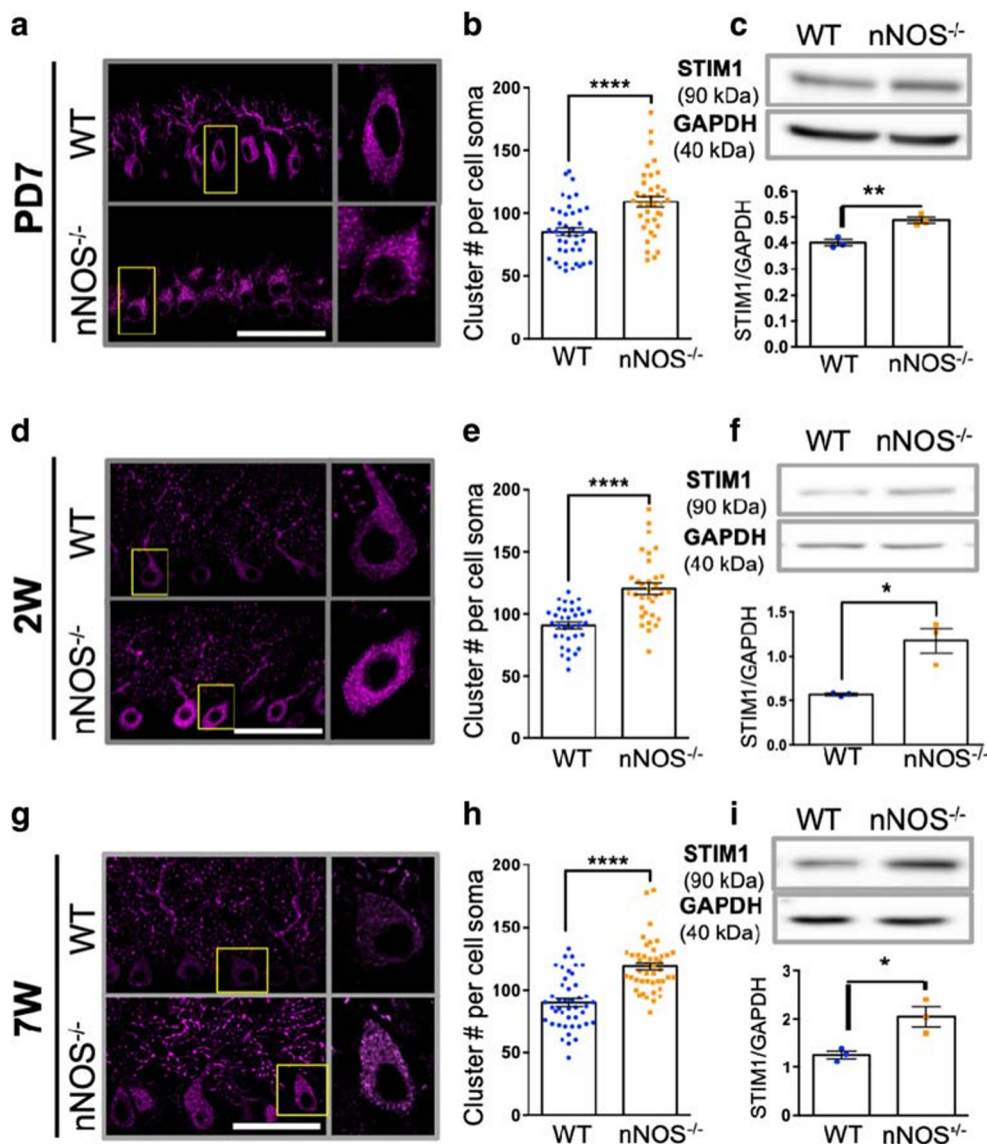 a
PD7
WT
nNOS-/-
b
Cluster # per cell soma
200
150
100
50
0
****
WT nNOS-/-
c
WT nNOS-/-
STIM1
(90 kDa)
GAPDH
(40 kDa)
STIM1/GAPDH
0.6
0.5
0.4
0.3
0.2
0.1
0.0
**
WT nNOS-/-
d
2W
WT
nNOS-/-
e
Cluster # per cell soma
200
150
100
50
0
****
WT nNOS-/-
f
WT nNOS-/-
STIM1
(90 kDa)
GAPDH
(40 kDa)
STIM1/GAPDH
1.5
1.0
0.5
0.0
*
WT nNOS-/-
g
7W
WT
nNOS-/-
h
Cluster # per cell soma
200
150
100
50
0
****
WT nNOS-/-
i
WT nNOS-/-
STIM1
(90 kDa)
GAPDH
(40 kDa)
STIM1/GAPDH
3
2
1
0
*
WT nNOS-/-